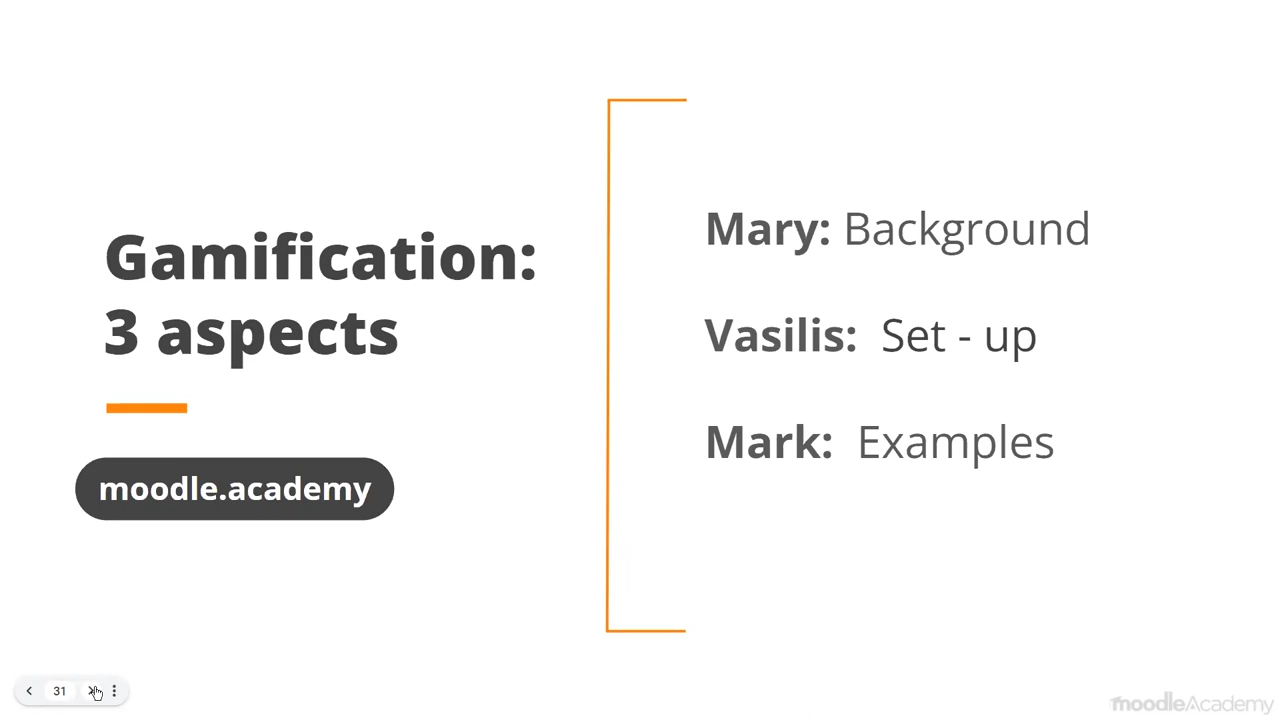 Gamification:
3 aspects
moodle.academy
Mary: Background
Vasilis: Set - up
Mark: Examples
31
moodleAcademy